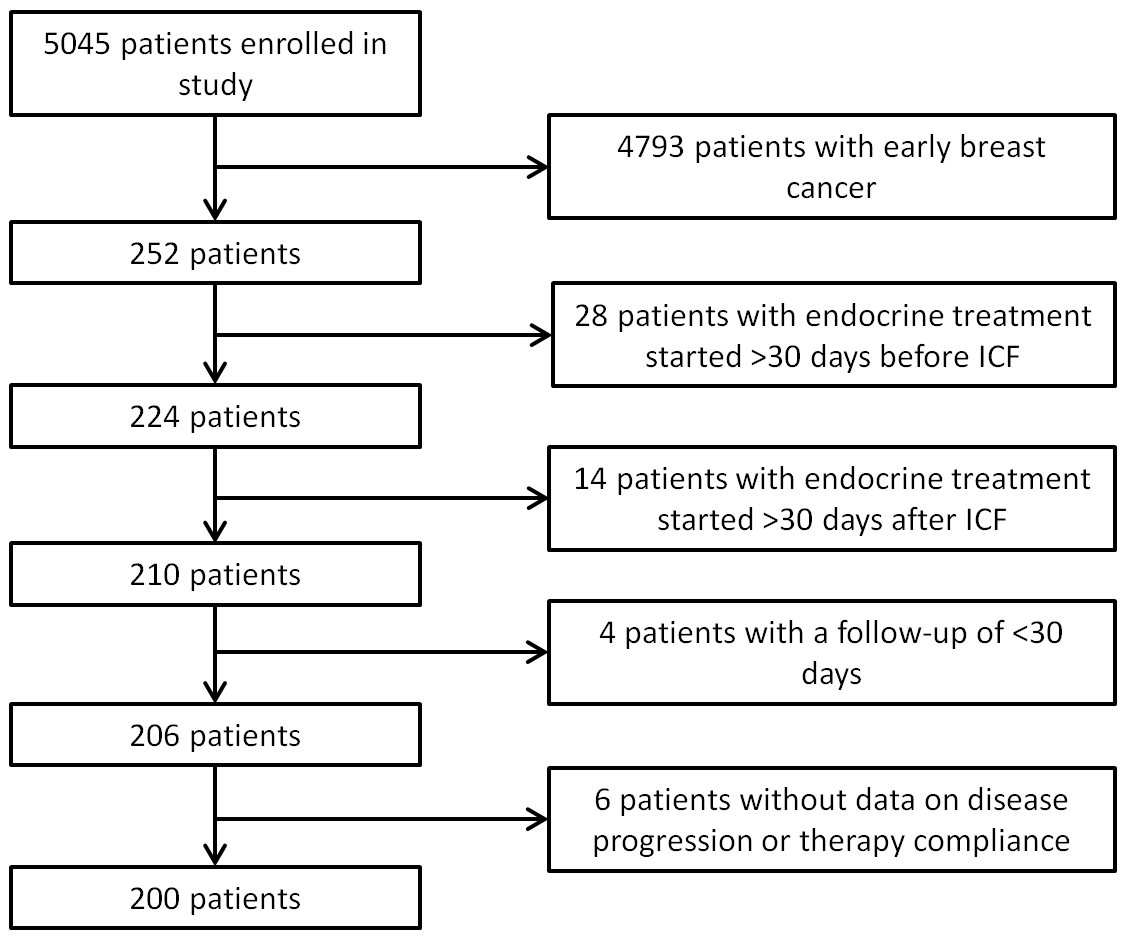 5045 patients enrolled in
study
4793 patients with early breast
cancer
252 patients
28 patients with endocrine treatment
started >30 days before ICF
224 patients
14 patients with endocrine treatment
started >30 days after ICF
210 patients
4 patients with a follow-up of <30
days
206 patients
6 patients without data on disease
progression or therapy compliance
200 patients